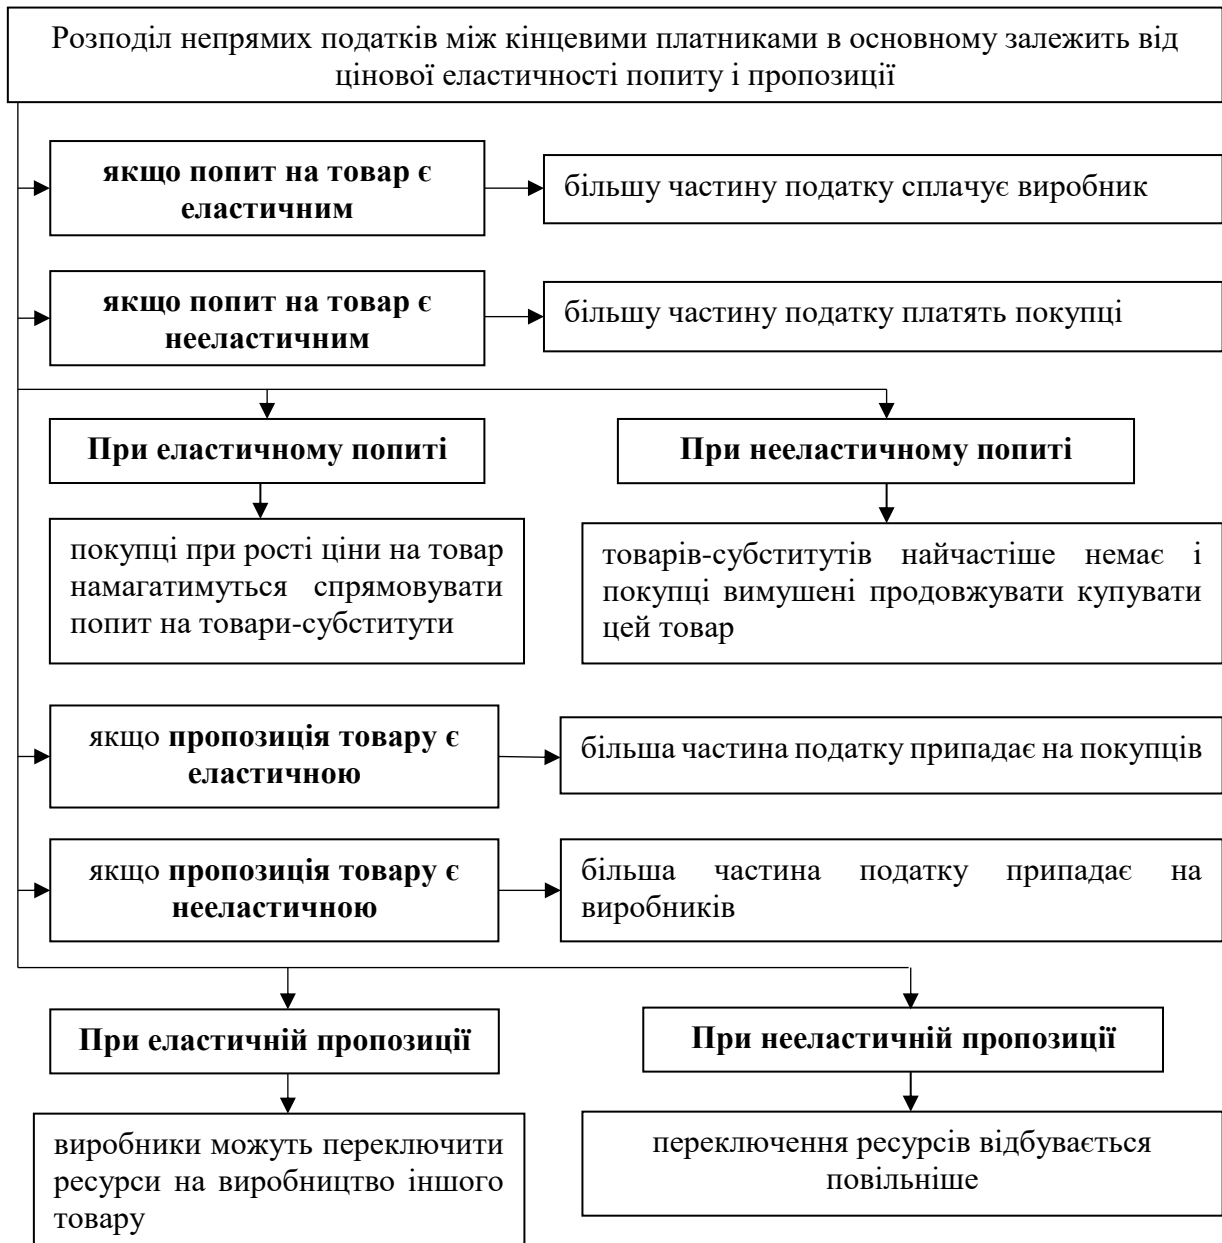 Розподіл непрямих податків між кінцевими платниками в основному залежить від
цінової еластичності попиту і пропозиції
якщо попит на товар є
еластичним
більшу частину податку сплачує виробник
якщо попит на товар є
нееластичним
більшу частину податку платять покупці
При еластичному попиті
При нееластичному попиті
покупці при рості ціни на товар
намагатимуться спрямовувати
попит на товари-субститути
товарів-субститутів найчастіше немає і
покупці вимушені продовжувати купувати
цей товар
якщо пропозиція товару є
еластичною
більша частина податку припадає на покупців
якщо пропозиція товару є
нееластичною
більша частина податку припадає на
виробників
При еластичній пропозиції
При нееластичній пропозиції
виробники можуть переключити
ресурси на виробництво іншого
товару
переключення ресурсів відбувається
повільніше